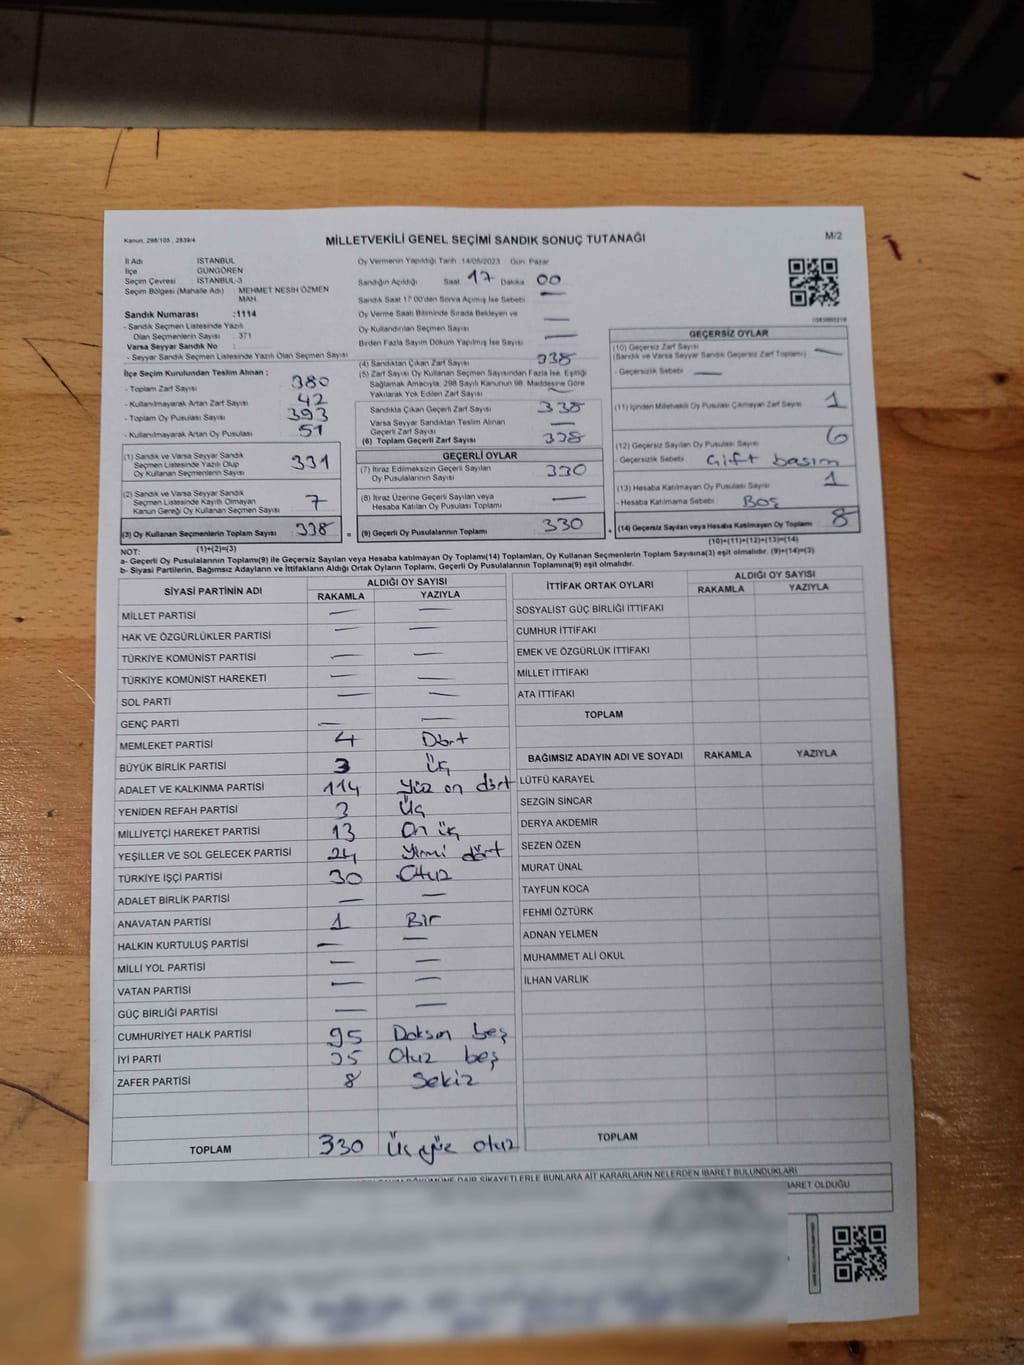 Kanun: 298/105 , 2839/4
MİLLETVEKİLİ GENEL SEÇİMİ SANDIK SONUÇ TUTANAĞI
M/2
İl Adı : İSTANBUL
İlçe : GÜNGÖREN
Seçim Çevresi : İSTANBUL-3
Seçim Bölgesi (Mahalle Adı) : MEHMET NESİH ÖZMEN
MAH
Sandık Numarası :1114
- Sandık Seçmen Listesinde Yazılı
Olan Seçmenlerin Sayısı : 371
Varsa Seyyar Sandık No :
- Seyyar Sandık Seçmen Listesinde Yazılı Olan Seçmen Sayısı
İlçe Seçim Kurulundan Teslim Alınan ;
- Toplam Zarf Sayısı 380
- Kullanılmayarak Artan Zarf Sayısı 42
- Toplam Oy Pusulası Sayısı 393
- Kullanılmayarak Artan Oy Pusulası 51
(1) Sandık ve Varsa Seyyar Sandık
Seçmen Listesinde Yazılı Olup
Oy Kullanan Seçmenlerin Sayısı 331
(2) Sandık ve Varsa Seyyar Sandık
Seçmen Listesinde Kayıtlı Olmayan
Kanun Gereği Oy Kullanan Seçmen Sayısı 7
(3) Oy Kullanan Seçmenlerin Toplam Sayısı 338
(1)+(2)=(3)
Oy Vermenin Yapıldığı Tarih :14/05/2023 Gün: Pazar
Sandığın Açıldığı Saat 17 Dakika 00
Sandık Saat 17:00'den Sonra Açılmış İse Sebebi —
Oy Verme Saati Bitiminde Sırada Bekleyen ve
Oy Kullandırılan Seçmen Sayısı —
Birden Fazla Sayım Döküm Yapılmış İse Sayısı —
(4) Sandıktan Çıkan Zarf Sayısı 338
(5) Zarf Sayısı Oy Kullanan Seçmen Sayısından Fazla İse, Eşitliği
Sağlamak Amacıyla, 298 Sayılı Kanunun 98. Maddesine Göre
Yakılarak Yok Edilen Zarf Sayısı —
Sandıkta Çıkan Geçerli Zarf Sayısı 338
Varsa Seyyar Sandıktan Teslim Alınan
Geçerli Zarf Sayısı —
(6) Toplam Geçerli Zarf Sayısı 338
GEÇERLİ OYLAR
(7) İtiraz Edilmeksizin Geçerli Sayılan
Oy Pusulalarının Sayısı 330
(8) İtiraz Üzerine Geçerli Sayılan veya
Hesaba Katılan Oy Pusulası Toplamı —
= (9) Geçerli Oy Pusulalarının Toplamı 330
GEÇERSİZ OYLAR
(10) Geçersiz Zarf Sayısı
(Sandık ve Varsa Seyyar Sandık Geçersiz Zarf Toplamı) —
- Geçersizlik Sebebi : —
(11) İçinden Milletvekili Oy Pusulası Çıkmayan Zarf Sayısı 1
(12) Geçersiz Sayılan Oy Pusulası Sayısı 6
- Geçersizlik Sebebi : Çift basım
(13) Hesaba Katılmayan Oy Pusulası Sayısı 1
- Hesaba Katılmama Sebebi : Boş
+ (14) Geçersiz Sayılan veya Hesaba Katılmayan Oy Toplamı 8
(10)+(11)+(12)+(13)=(14)
NOT:
a- Geçerli Oy Pusulalarının Toplamı(9) ile Geçersiz Sayılan veya Hesaba katılmayan Oy Toplamı(14) Toplamları, Oy Kullanan Seçmenlerin Toplam Sayısına(3) eşit olmalıdır. (9)+(14)=(3)
b- Siyasi Partilerin, Bağımsız Adayların ve İttifakların Aldığı Ortak Oyların Toplamı, Geçerli Oy Pusulalarının Toplamına(9) eşit olmalıdır.
SİYASİ PARTİNİN ADI ALDIĞI OY SAYISI
RAKAMLA YAZIYLA
MİLLET PARTİSİ — —
HAK VE ÖZGÜRLÜKLER PARTİSİ — —
TÜRKİYE KOMÜNİST PARTİSİ — —
TÜRKİYE KOMÜNİST HAREKETİ — —
SOL PARTİ — —
GENÇ PARTİ — —
MEMLEKET PARTİSİ 4 Dört
BÜYÜK BİRLİK PARTİSİ 3 Üç
ADALET VE KALKINMA PARTİSİ 114 Yüz on dört
YENİDEN REFAH PARTİSİ 3 Üç
MİLLİYETÇİ HAREKET PARTİSİ 13 On üç
YEŞİLLER VE SOL GELECEK PARTİSİ 24 Yirmi dört
TÜRKİYE İŞÇİ PARTİSİ 30 Otuz
ADALET BİRLİK PARTİSİ — —
ANAVATAN PARTİSİ 1 Bir
HALKIN KURTULUŞ PARTİSİ — —
MİLLİ YOL PARTİSİ — —
VATAN PARTİSİ — —
GÜÇ BİRLİĞİ PARTİSİ — —
CUMHURİYET HALK PARTİSİ 95 Doksan beş
İYİ PARTİ 35 Otuz beş
ZAFER PARTİSİ 8 Sekiz
TOPLAM 330 Üç yüz otuz
İTTİFAK ORTAK OYLARI ALDIĞI OY SAYISI
RAKAMLA YAZIYLA
SOSYALİST GÜÇ BİRLİĞİ İTTİFAKI
CUMHUR İTTİFAKI
EMEK VE ÖZGÜRLÜK İTTİFAKI
MİLLET İTTİFAKI
ATA İTTİFAKI
TOPLAM
BAĞIMSIZ ADAYIN ADI VE SOYADI RAKAMLA YAZIYLA
LÜTFÜ KARAYEL
SEZGİN SİNCAR
DERYA AKDEMİR
SEZEN ÖZEN
MURAT ÜNAL
TAYFUN KOCA
FEHMİ ÖZTÜRK
ADNAN YELMEN
MUHAMMET ALİ OKUL
İLHAN VARLIK
TOPLAM
DÖKÜMÜNE DAİR ŞİKAYETLERLE BUNLARA AİT KARARLARIN NELERDEN İBARET BULUNDUKLARI
İBARET OLDUĞU